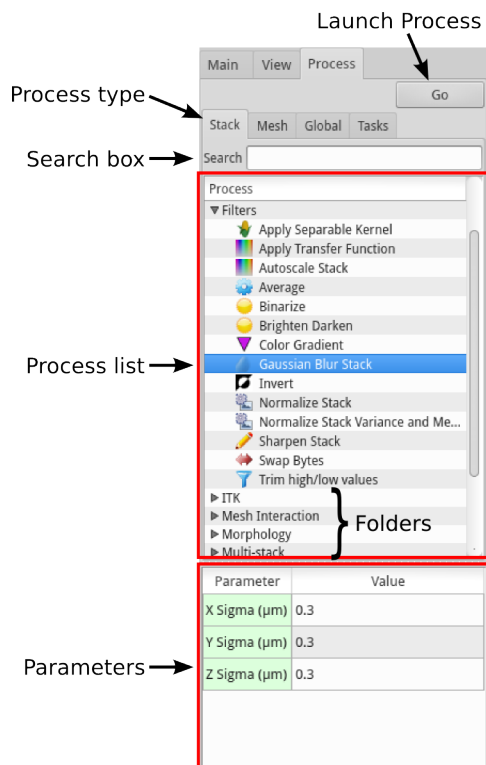 Launch Process
Main View Process
Go
Process type
Stack Mesh Global Tasks
Search box
Search
Process
Filters
Apply Separable Kernel
Apply Transfer Function
Autoscale Stack
Average
Binarize
Brighten Darken
Color Gradient
Process list
Gaussian Blur Stack
Invert
Normalize Stack
Normalize Stack Variance and Me...
Sharpen Stack
Swap Bytes
Trim high/low values
ITK
Mesh Interaction
Folders
Morphology
Multi-stack
Parameter Value
X Sigma (µm) 0.3
Y Sigma (µm) 0.3
Parameters
Z Sigma (µm) 0.3